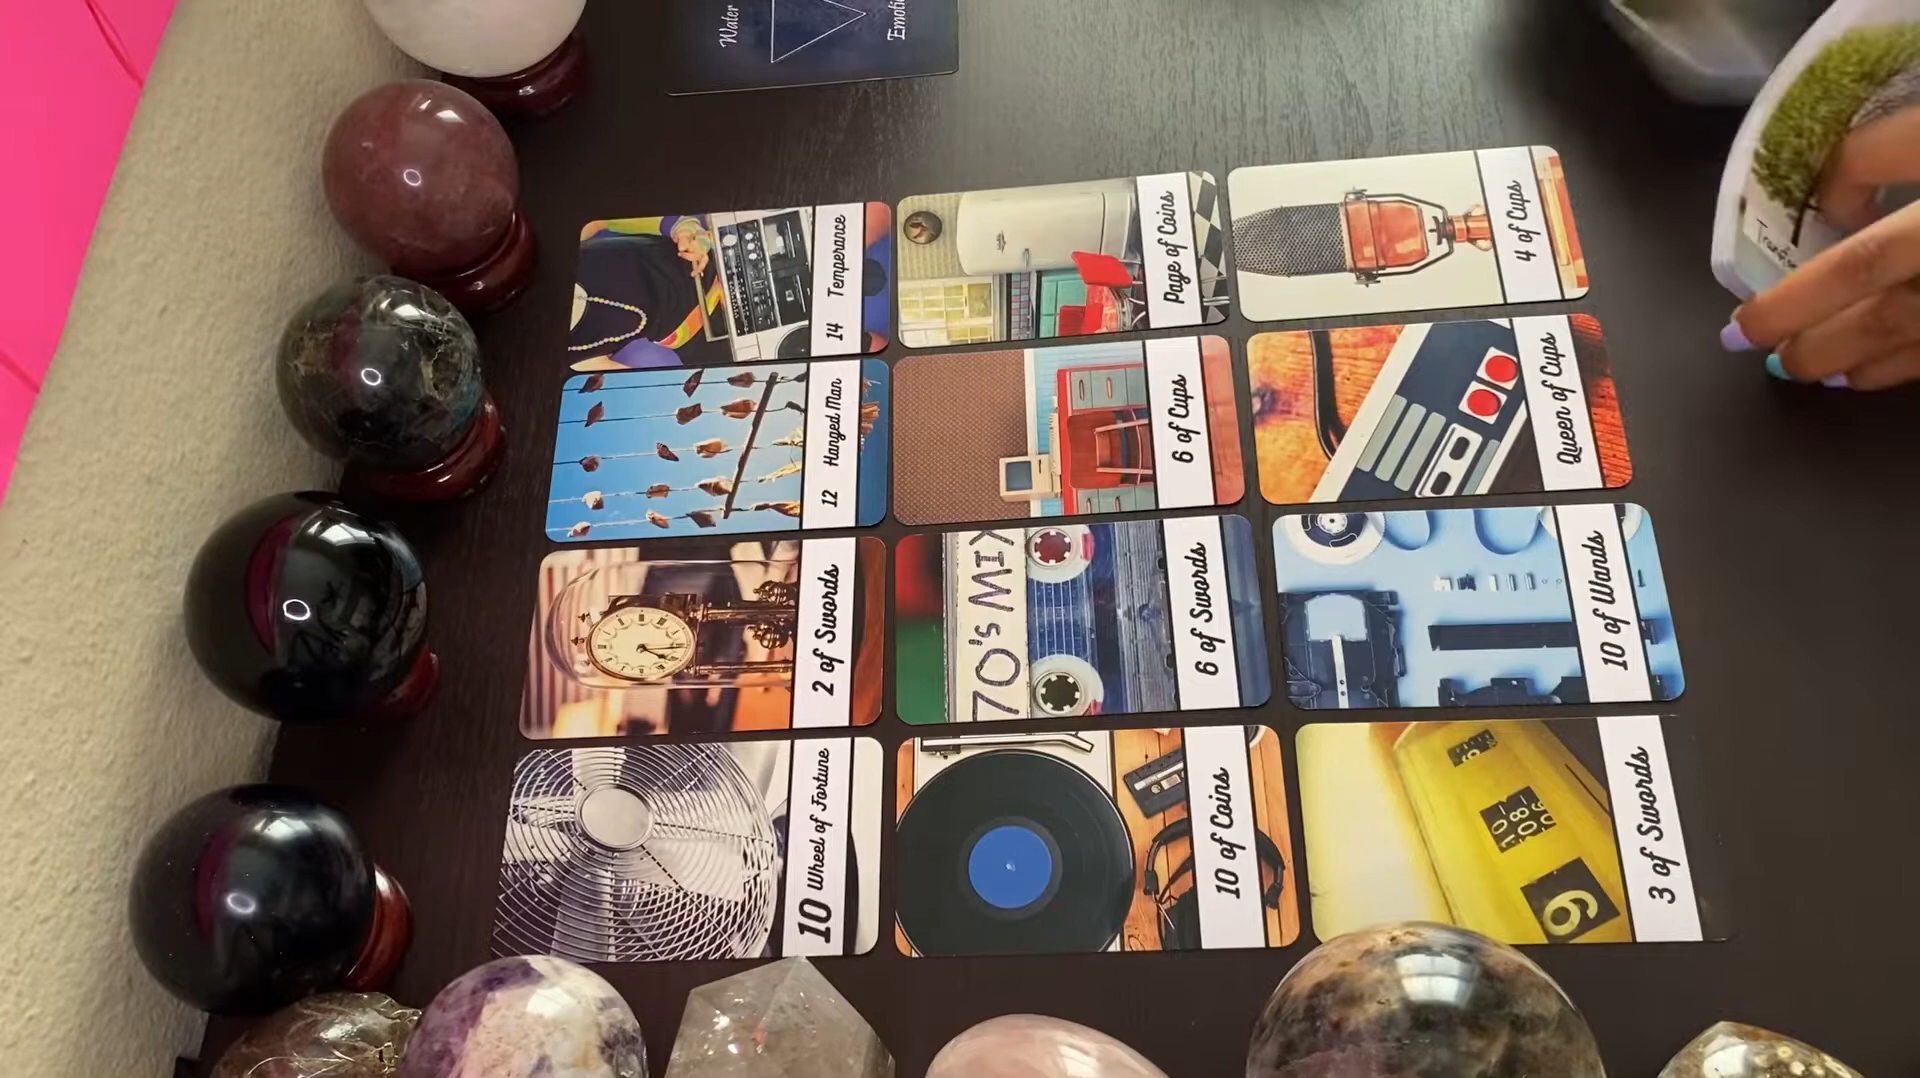 Water
14 Temperance
Page of Coins
4 of Cups
12 Hanged Man
6 of Cups
Queen of Cups
2 of Swords
70's MIX
6 of Swords
10 of Wands
10 Wheel of Fortune
10 of Coins
6
3 of Swords